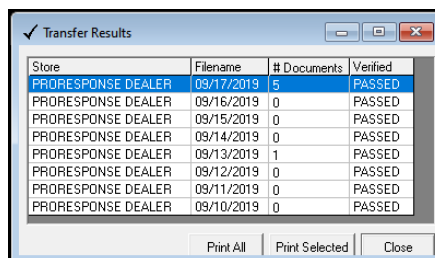 Transfer Results
Store Filename # Documents Verified
PRORESPONSE DEALER 09/17/2019 5 PASSED
PRORESPONSE DEALER 09/16/2019 0 PASSED
PRORESPONSE DEALER 09/15/2019 0 PASSED
PRORESPONSE DEALER 09/14/2019 0 PASSED
PRORESPONSE DEALER 09/13/2019 1 PASSED
PRORESPONSE DEALER 09/12/2019 0 PASSED
PRORESPONSE DEALER 09/11/2019 0 PASSED
PRORESPONSE DEALER 09/10/2019 0 PASSED
Print All Print Selected Close